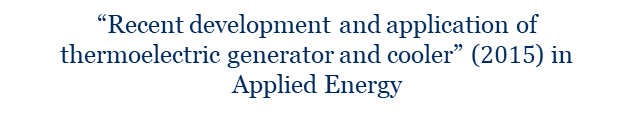 “Recent development and application of
thermoelectric generator and cooler” (2015) in
Applied Energy